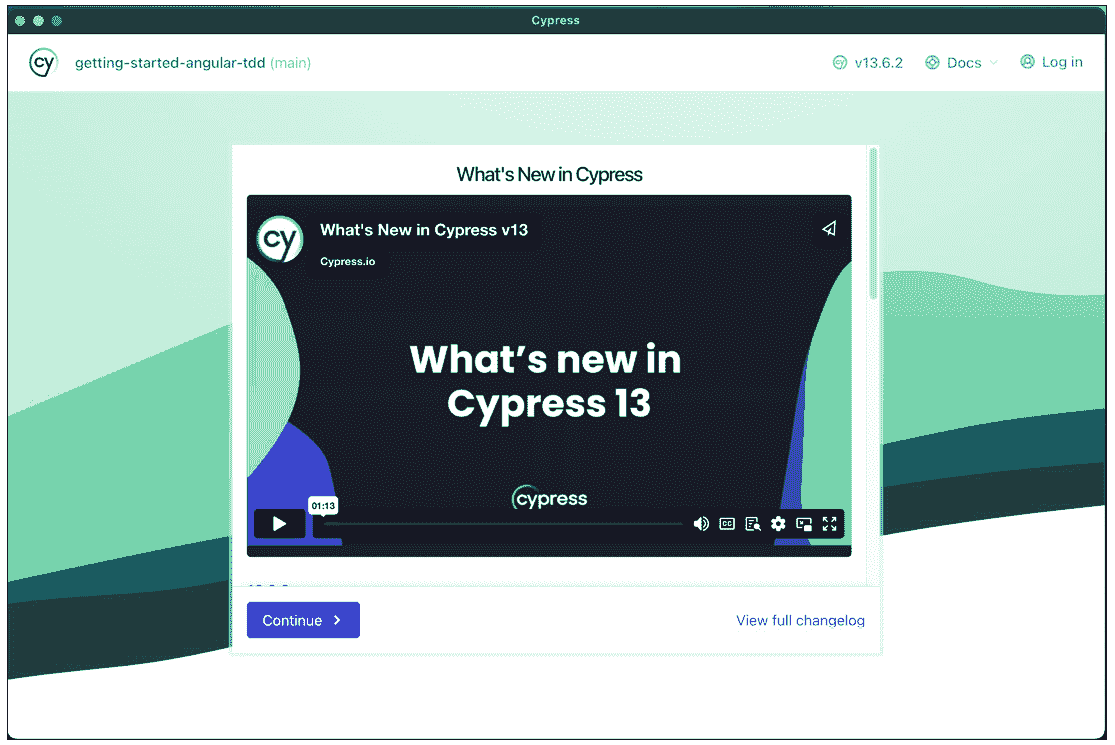 Cypress
cy getting-started-angular-tdd (main) v13.6.2 Docs Log in
What's New in Cypress
cy What's New in Cypress v13
Cypress.io
What's new in
Cypress 13
cypress
01:13
CC
Continue View full changelog